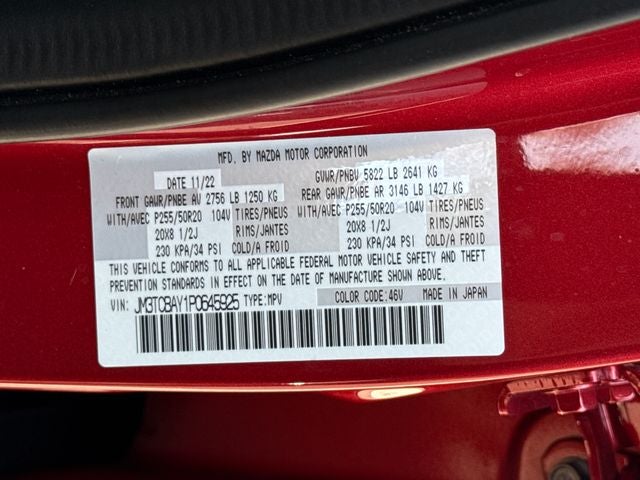 MFD. BY MAZDA MOTOR CORPORATION
DATE 11/22 GVWR/PNBV 5822 LB 2641 KG
FRONT GAWR/PNBE AV 2756 LB 1250 KG REAR GAWR/PNBE AR 3146 LB 1427 KG
WITH/AVEC P255/50R20 104V TIRES/PNEUS WITH/AVEC P255/50R20 104V TIRES/PNEUS
20X8 1/2J RIMS/JANTES 20X8 1/2J RIMS/JANTES
230 KPA/34 PSI COLD/A FROID 230 KPA/34 PSI COLD/A FROID
THIS VEHICLE CONFORMS TO ALL APPLICABLE FEDERAL MOTOR VEHICLE SAFETY AND THEFT
PREVENTION STANDARDS IN EFFECT ON THE DATE OF MANUFACTURE SHOWN ABOVE.
VIN: JM3TCBAY1P0645925 TYPE:MPV COLOR CODE:46V MADE IN JAPAN